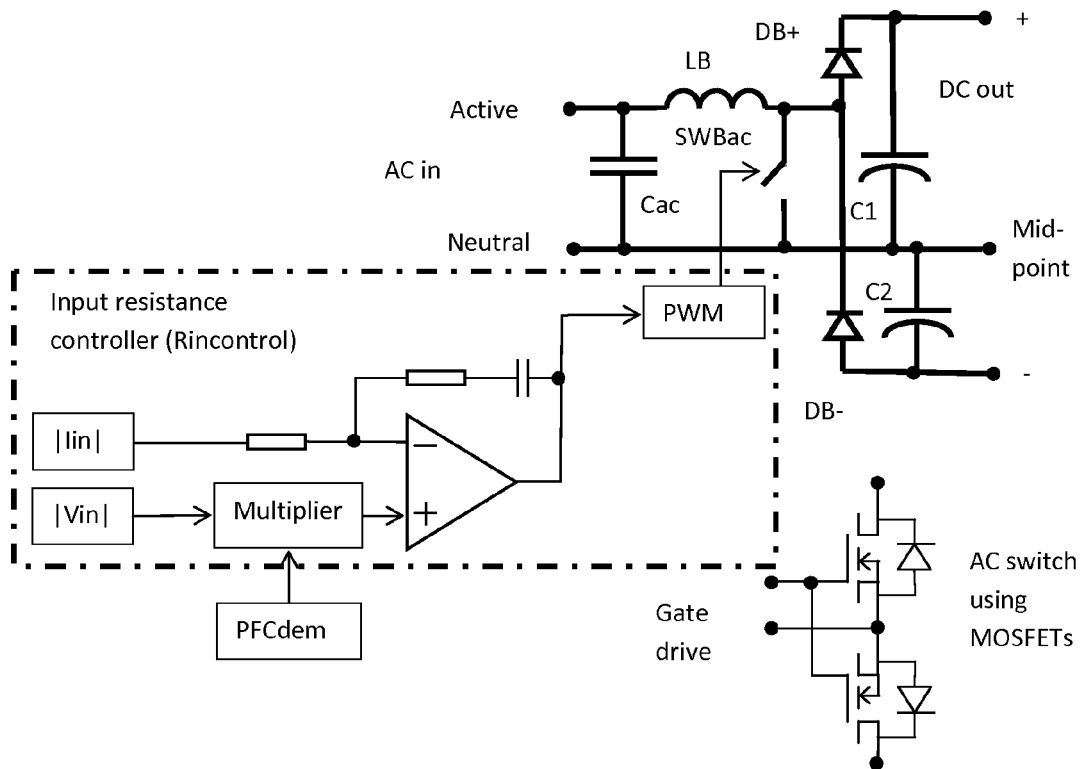 DB+
+
LB
DC out
Active
SWBac
AC in
Cac
C1
Neutral
Mid-
point
Input resistance
controller (Rincontrol)
PWM
C2
-
DB-
|Iin|
−
|Vin|
Multiplier
+
PFCdem
Gate
drive
AC switch
using
MOSFETs